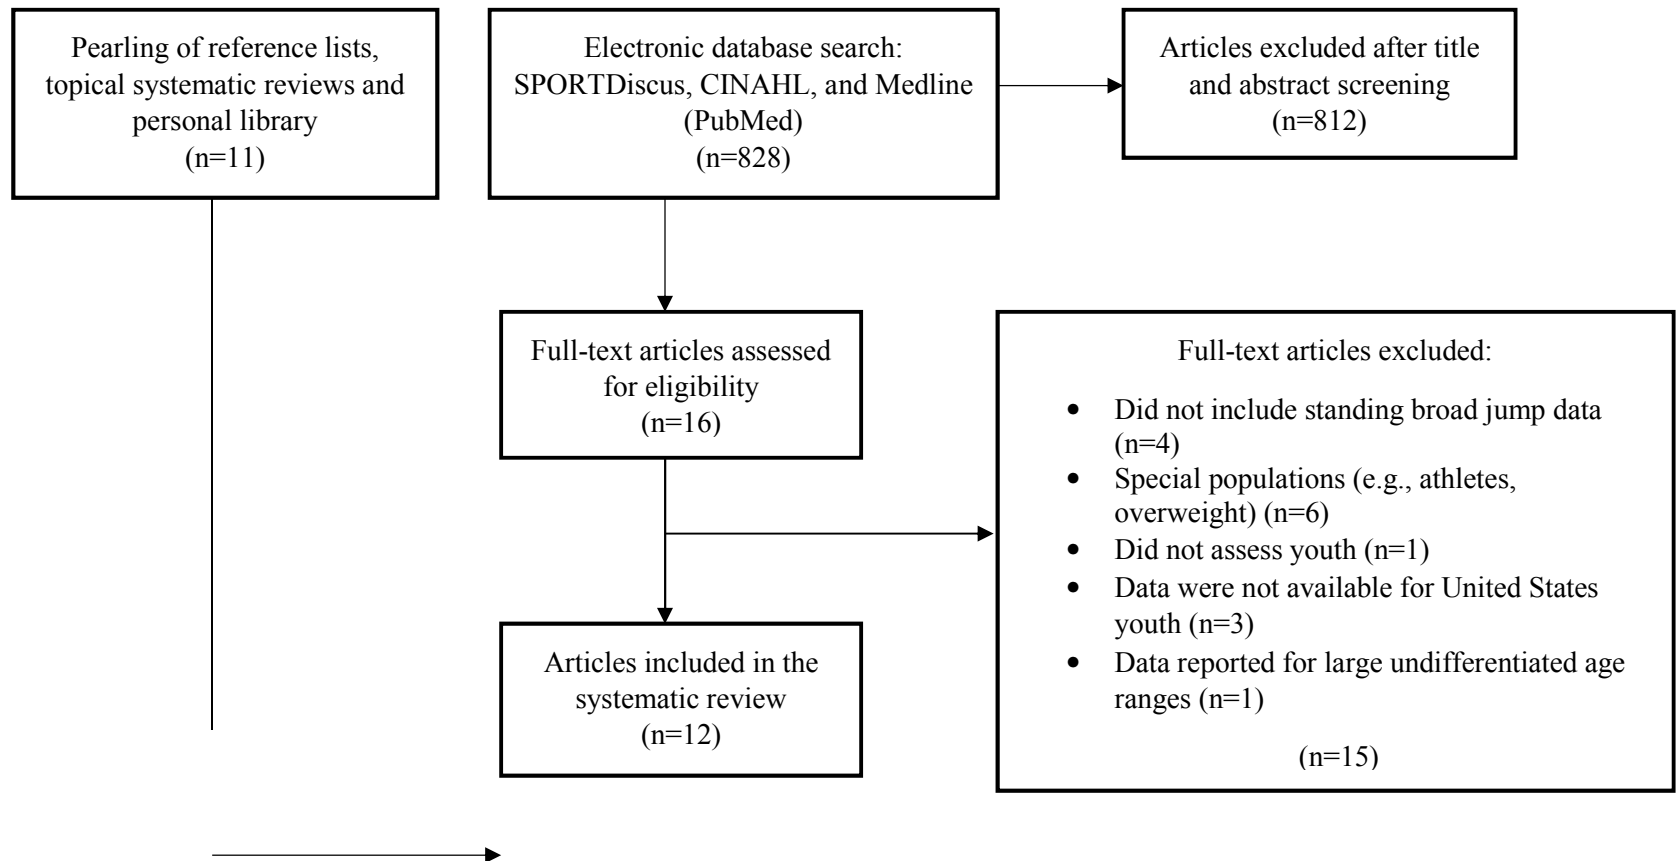 Pearling of reference lists,
topical systematic reviews and
personal library
(n=11)
Electronic database search:
SPORTDiscus, CINAHL, and Medline
(PubMed)
(n=828)
Articles excluded after title
and abstract screening
(n=812)
Full-text articles assessed
for eligibility
(n=16)
Full-text articles excluded:
• Did not include standing broad jump data
(n=4)
• Special populations (e.g., athletes,
overweight) (n=6)
• Did not assess youth (n=1)
• Data were not available for United States
youth (n=3)
• Data reported for large undifferentiated age
ranges (n=1)
(n=15)
Articles included in the
systematic review
(n=12)